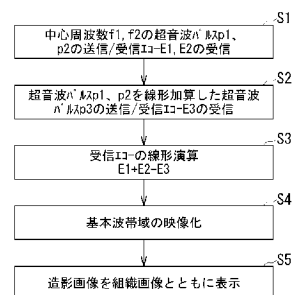 S1
中心周波数f1, f2の超音波ﾊﾟﾙｽp1、
p2の送信/受信ｴｺｰE1, E2の受信
S2
超音波ﾊﾟﾙｽp1、p2を線形加算した超音波
ﾊﾟﾙｽp3の送信/受信ｴｺｰE3の受信
S3
受信ｴｺｰの線形演算
E1+E2-E3
S4
基本波帯域の映像化
S5
造影画像を組織画像とともに表示